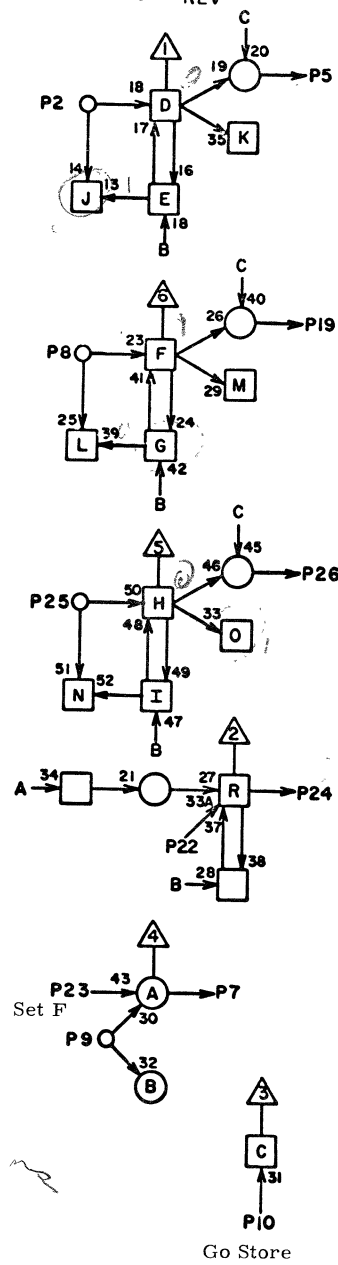 REV
C
1
20
19
P5
P2
18
D
17
35
K
14
16
J
13
E
18
B
C
6
40
26
P19
P8
23
F
41
29
M
25
24
L
39
G
42
B
C
5
45
46
P26
P25
50
H
48
33
O
51
49
N
52
I
47
B
2
A
34
21
27
R
P24
33A
P22
37
38
B
28
4
P23
43
A
P7
Set F
30
P9
32
B
3
C
31
P10
Go Store